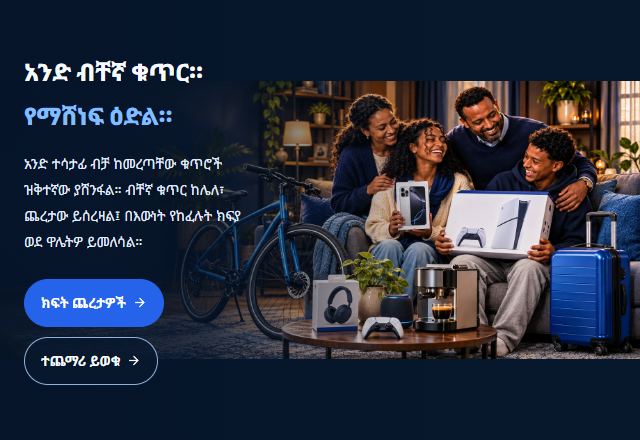 አንድ ብቸኛ ቁጥር።
የማሸነፍ ዕድል።
አንድ ተሳታፊ ብቻ ከመረጣቸው ቁጥሮች
ዝቅተኛው ያሸንፋል። ብቸኛ ቁጥር ከሌለ፣
ጨረታው ይሰረዛል፤ በእውነት የከፈሉት ክፍያ
ወደ ዋሌትዎ ይመለሳል።
ክፍት ጨረታዎች →
ተጨማሪ ይወቁ →